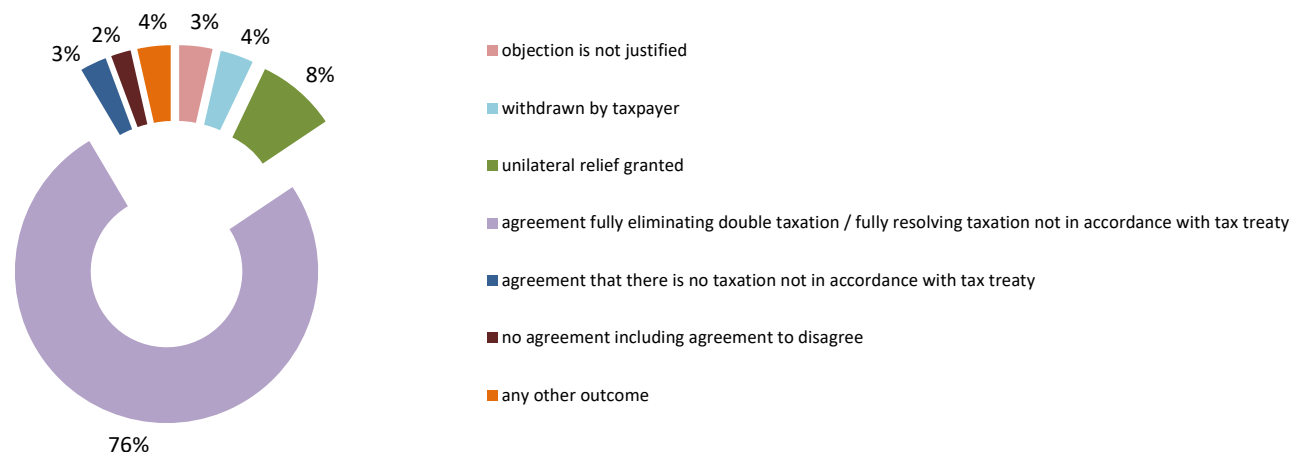 4%
3%
2%
4%
3%
8%
objection is not justified
withdrawn by taxpayer
unilateral relief granted
agreement fully eliminating double taxation / fully resolving taxation not in accordance with tax treaty
agreement that there is no taxation not in accordance with tax treaty
no agreement including agreement to disagree
any other outcome
76%